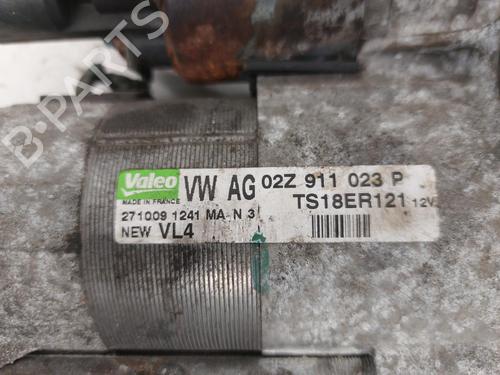 B-PARTS
Valeo
MADE IN FRANCE
VW AG 02Z 911 023 P
TS18ER121 12V
271009 1241 MA- N 3
NEW VL4